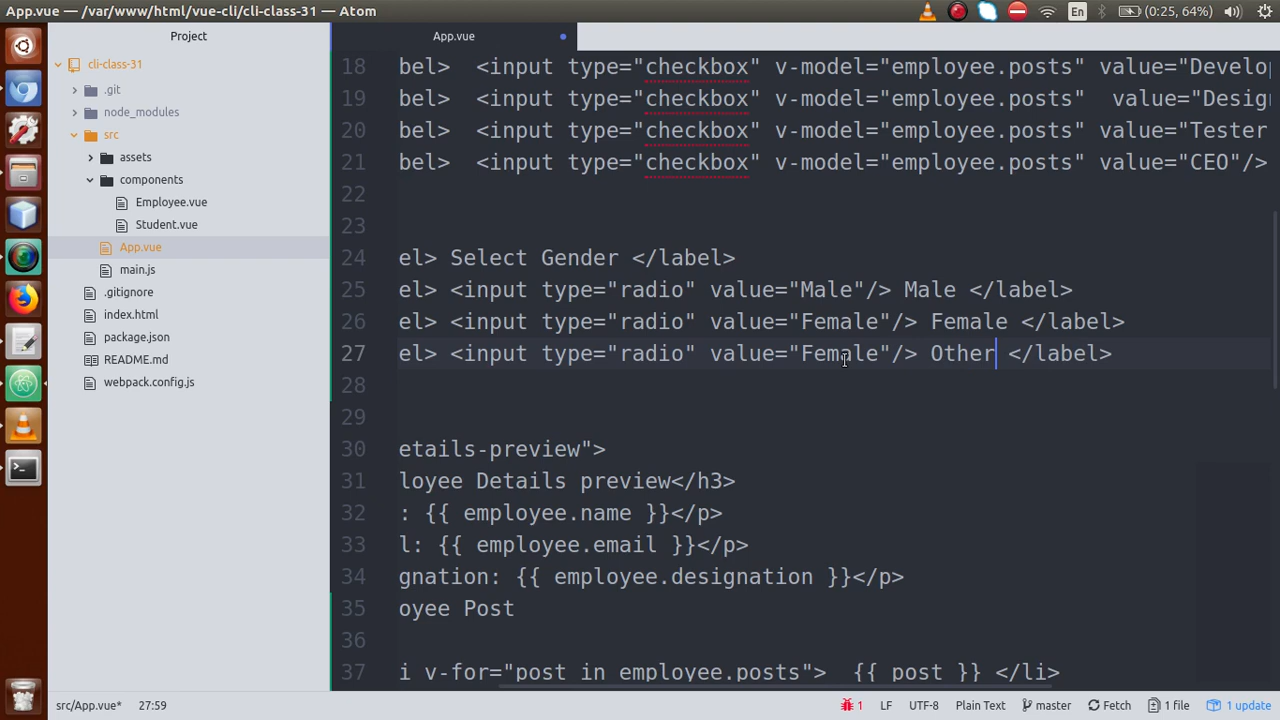 App.vue — /var/www/html/vue-cli/cli-class-31 — Atom
En
(0:25, 64%)
Project
App.vue
cli-class-31
.git
node_modules
src
assets
components
Employee.vue
Student.vue
App.vue
main.js
.gitignore
index.html
package.json
README.md
webpack.config.js
18 bel>  <input type="checkbox" v-model="employee.posts" value="Develop
19 bel>  <input type="checkbox" v-model="employee.posts"  value="Desig
20 bel>  <input type="checkbox" v-model="employee.posts" value="Tester
21 bel>  <input type="checkbox" v-model="employee.posts" value="CEO"/>
22
23
24 el> Select Gender </label>
25 el> <input type="radio" value="Male"/> Male </label>
26 el> <input type="radio" value="Female"/> Female </label>
27 el> <input type="radio" value="Female"/> Other </label>
28
29
30 etails-preview">
31 loyee Details preview</h3>
32 : {{ employee.name }}</p>
33 l: {{ employee.email }}</p>
34 gnation: {{ employee.designation }}</p>
35 oyee Post
36
37 i v-for="post in employee.posts">  {{ post }} </li>
src/App.vue* 27:59
1 LF UTF-8 Plain Text master Fetch 1 file 1 update